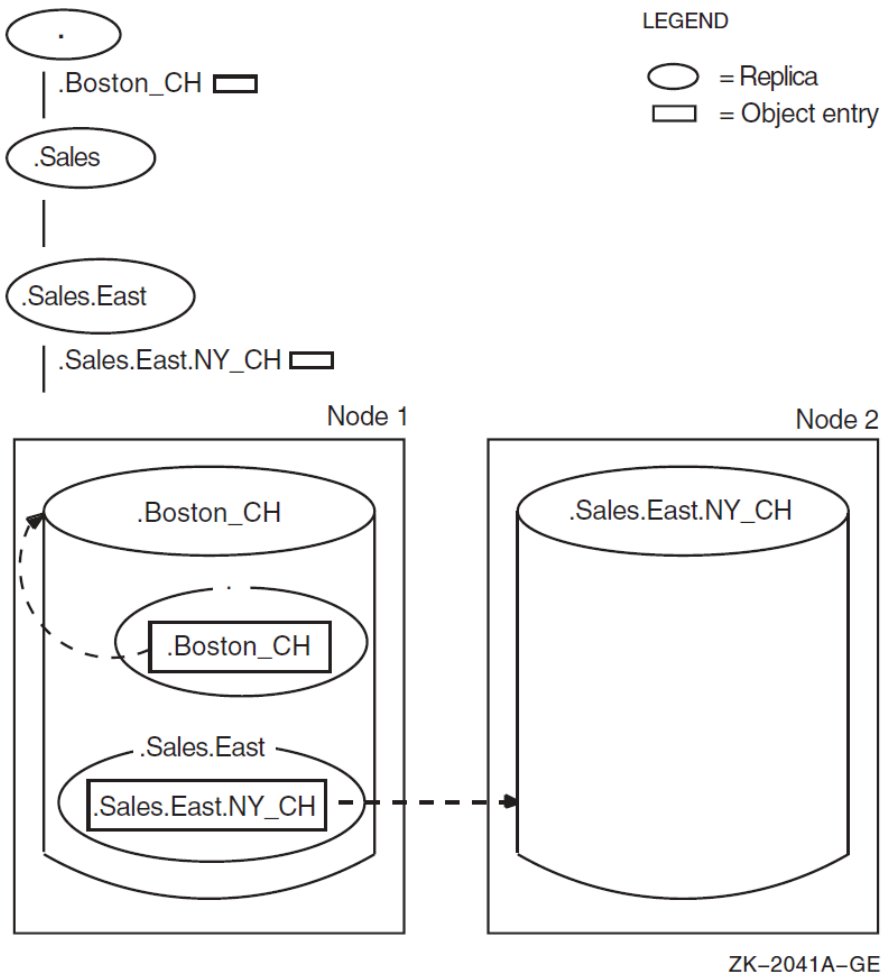 .
LEGEND
.Boston_CH
= Replica
= Object entry
.Sales
.Sales.East
.Sales.East.NY_CH
Node 1
Node 2
.Boston_CH
.Sales.East.NY_CH
.
.Boston_CH
.Sales.East
.Sales.East.NY_CH
ZK–2041A–GE